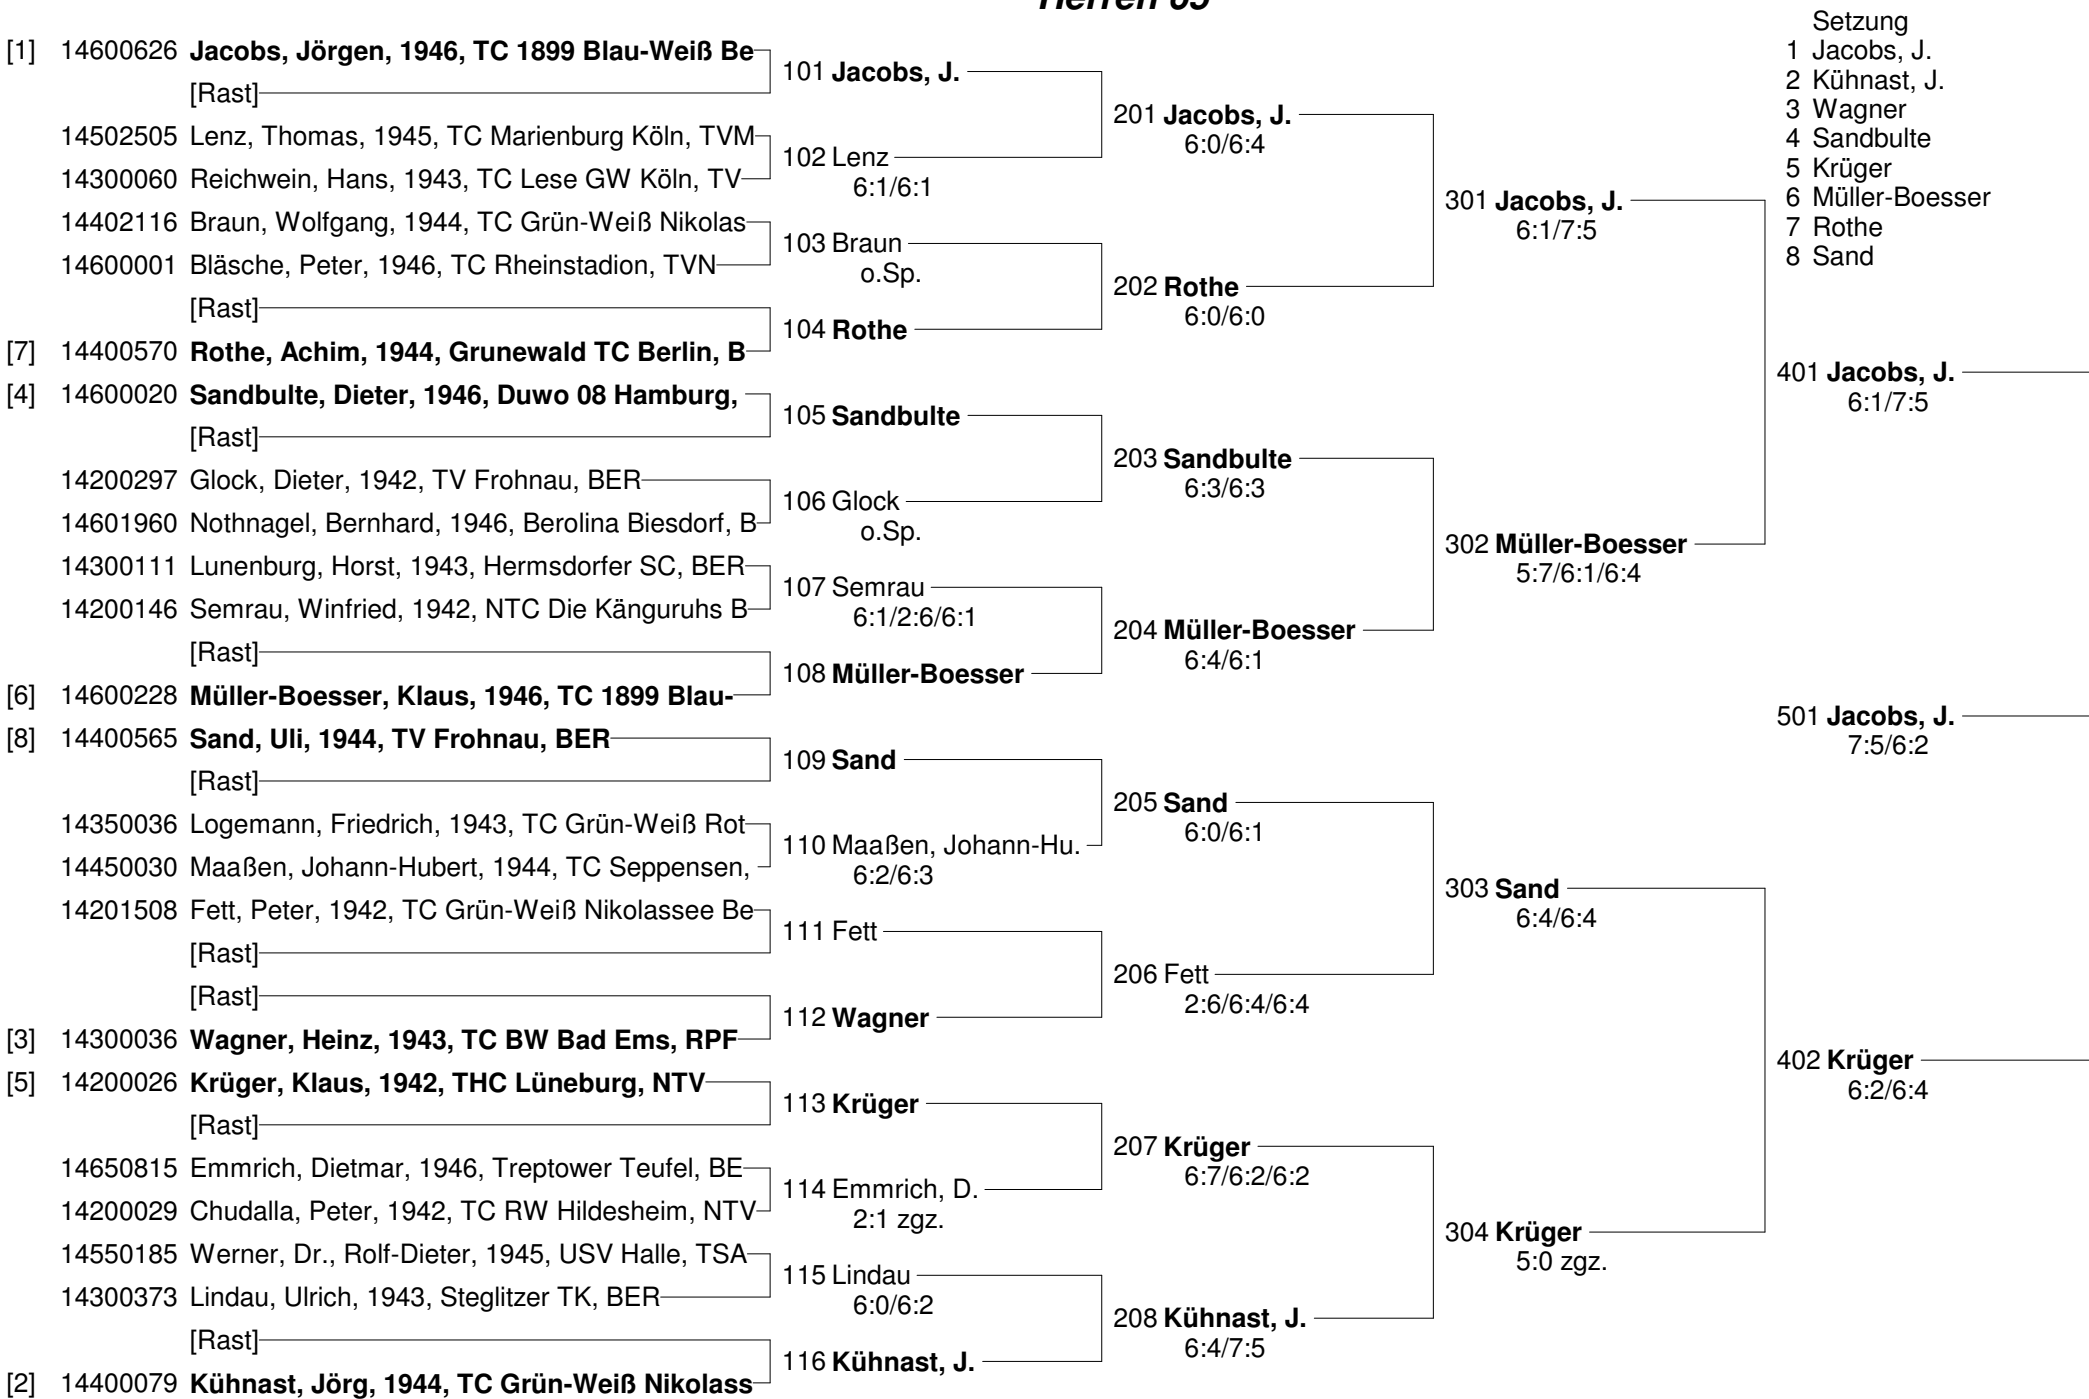 Herren 65
[1] 14600626 Jacobs, Jörgen, 1946, TC 1899 Blau-Weiß Be
[Rast]
14502505 Lenz, Thomas, 1945, TC Marienburg Köln, TVM
14300060 Reichwein, Hans, 1943, TC Lese GW Köln, TV
14402116 Braun, Wolfgang, 1944, TC Grün-Weiß Nikolas
14600001 Bläsche, Peter, 1946, TC Rheinstadion, TVN
[Rast]
[7] 14400570 Rothe, Achim, 1944, Grunewald TC Berlin, B
[4] 14600020 Sandbulte, Dieter, 1946, Duwo 08 Hamburg,
[Rast]
14200297 Glock, Dieter, 1942, TV Frohnau, BER
14601960 Nothnagel, Bernhard, 1946, Berolina Biesdorf, B
14300111 Lunenburg, Horst, 1943, Hermsdorfer SC, BER
14200146 Semrau, Winfried, 1942, NTC Die Känguruhs B
[Rast]
[6] 14600228 Müller-Boesser, Klaus, 1946, TC 1899 Blau-
[8] 14400565 Sand, Uli, 1944, TV Frohnau, BER
[Rast]
14350036 Logemann, Friedrich, 1943, TC Grün-Weiß Rot
14450030 Maaßen, Johann-Hubert, 1944, TC Seppensen,
14201508 Fett, Peter, 1942, TC Grün-Weiß Nikolassee Be
[Rast]
[Rast]
[3] 14300036 Wagner, Heinz, 1943, TC BW Bad Ems, RPF
[5] 14200026 Krüger, Klaus, 1942, THC Lüneburg, NTV
[Rast]
14650815 Emmrich, Dietmar, 1946, Treptower Teufel, BE
14200029 Chudalla, Peter, 1942, TC RW Hildesheim, NTV
14550185 Werner, Dr., Rolf-Dieter, 1945, USV Halle, TSA
14300373 Lindau, Ulrich, 1943, Steglitzer TK, BER
[Rast]
[2] 14400079 Kühnast, Jörg, 1944, TC Grün-Weiß Nikolass
101 Jacobs, J.
102 Lenz
6:1/6:1
103 Braun
o.Sp.
104 Rothe
105 Sandbulte
106 Glock
o.Sp.
107 Semrau
6:1/2:6/6:1
108 Müller-Boesser
109 Sand
110 Maaßen, Johann-Hu.
6:2/6:3
111 Fett
112 Wagner
113 Krüger
114 Emmrich, D.
2:1 zgz.
115 Lindau
6:0/6:2
116 Kühnast, J.
201 Jacobs, J.
6:0/6:4
202 Rothe
6:0/6:0
203 Sandbulte
6:3/6:3
204 Müller-Boesser
6:4/6:1
205 Sand
6:0/6:1
206 Fett
2:6/6:4/6:4
207 Krüger
6:7/6:2/6:2
208 Kühnast, J.
6:4/7:5
301 Jacobs, J.
6:1/7:5
302 Müller-Boesser
5:7/6:1/6:4
303 Sand
6:4/6:4
304 Krüger
5:0 zgz.
Setzung
1 Jacobs, J.
2 Kühnast, J.
3 Wagner
4 Sandbulte
5 Krüger
6 Müller-Boesser
7 Rothe
8 Sand
401 Jacobs, J.
6:1/7:5
501 Jacobs, J.
7:5/6:2
402 Krüger
6:2/6:4